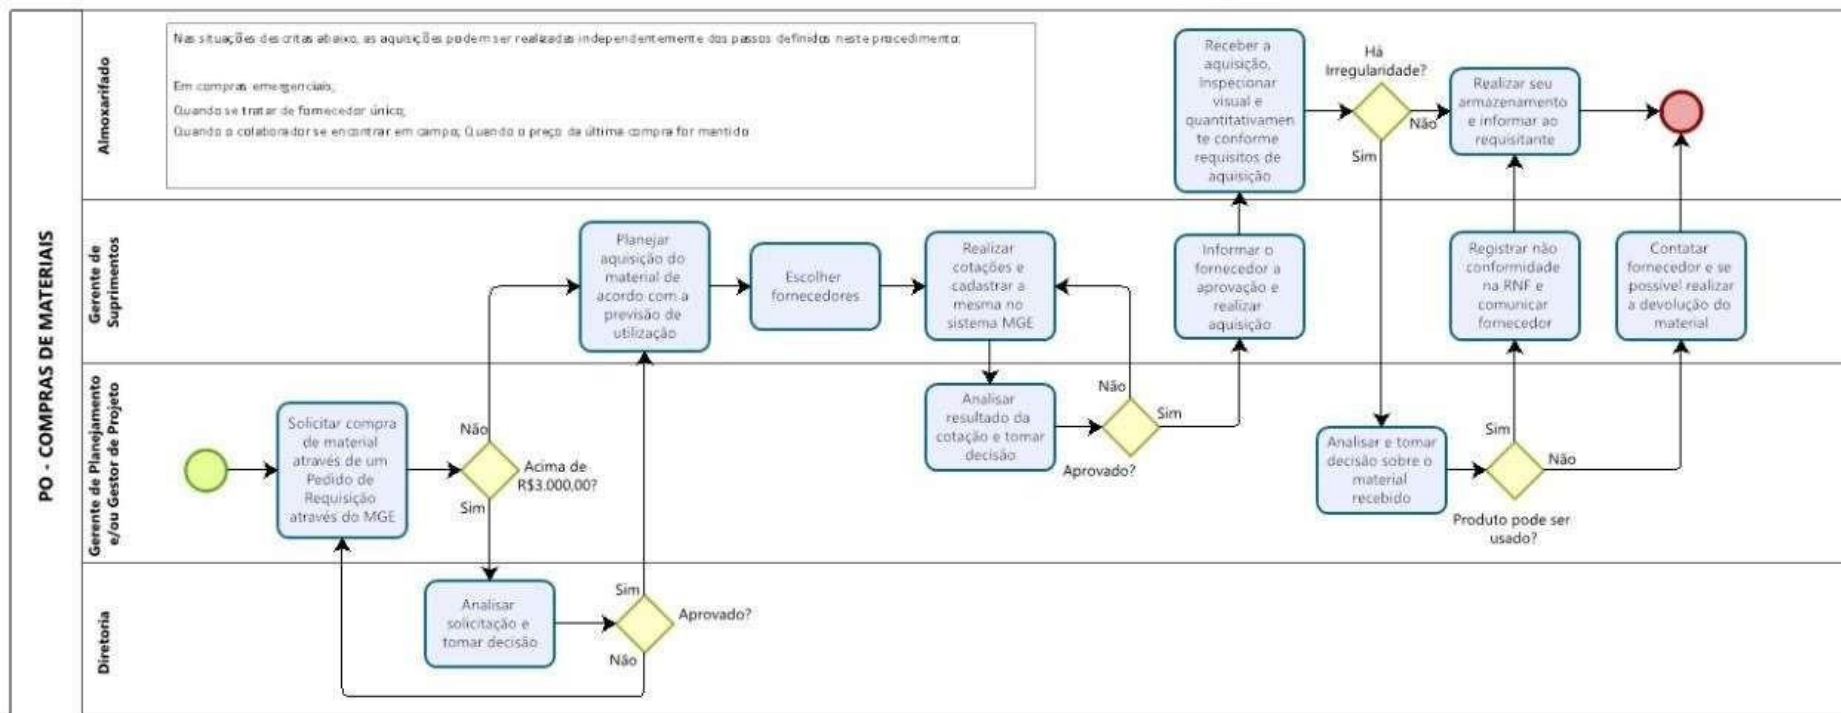 PO - COMPRAS DE MATERIAIS
Almoxarifado
Nas situações descritas abaixo, as aquisições podem ser realizadas independentemente dos passos definidos neste procedimento:
Em compras emergenciais;
Quando se tratar de fornecedor único;
Quando o colaborador se encontrar em campo; Quando o preço da última compra for mantido
Receber a
aquisição,
inspecionar
visual e
quantitativamen
te conforme
requisitos de
aquisição
Há
Irregularidade?
Não
Sim
Realizar seu
armazenamento
e informar ao
requisitante
Gerente de
Suprimentos
Planejar
aquisição do
material de
acordo com a
previsão de
utilização
Escolher
fornecedores
Realizar
cotações e
cadastrar a
mesma no
sistema MGE
Informar o
fornecedor a
aprovação e
realizar
aquisição
Registrar não
conformidade
na RNF e
comunicar
fornecedor
Contatar
fornecedor e se
possível realizar
a devolução do
material
Gerente de Planejamento
e/ou Gestor de Projeto
Solicitar compra
de material
através de um
Pedido de
Requisição
através do MGE
Não
Acima de
R$3.000,00?
Sim
Analisar
resultado da
cotação e tomar
decisão
Não
Sim
Aprovado?
Analisar e tomar
decisão sobre o
material
recebido
Sim
Não
Produto pode ser
usado?
Diretoria
Analisar
solicitação e
tomar decisão
Sim
Aprovado?
Não